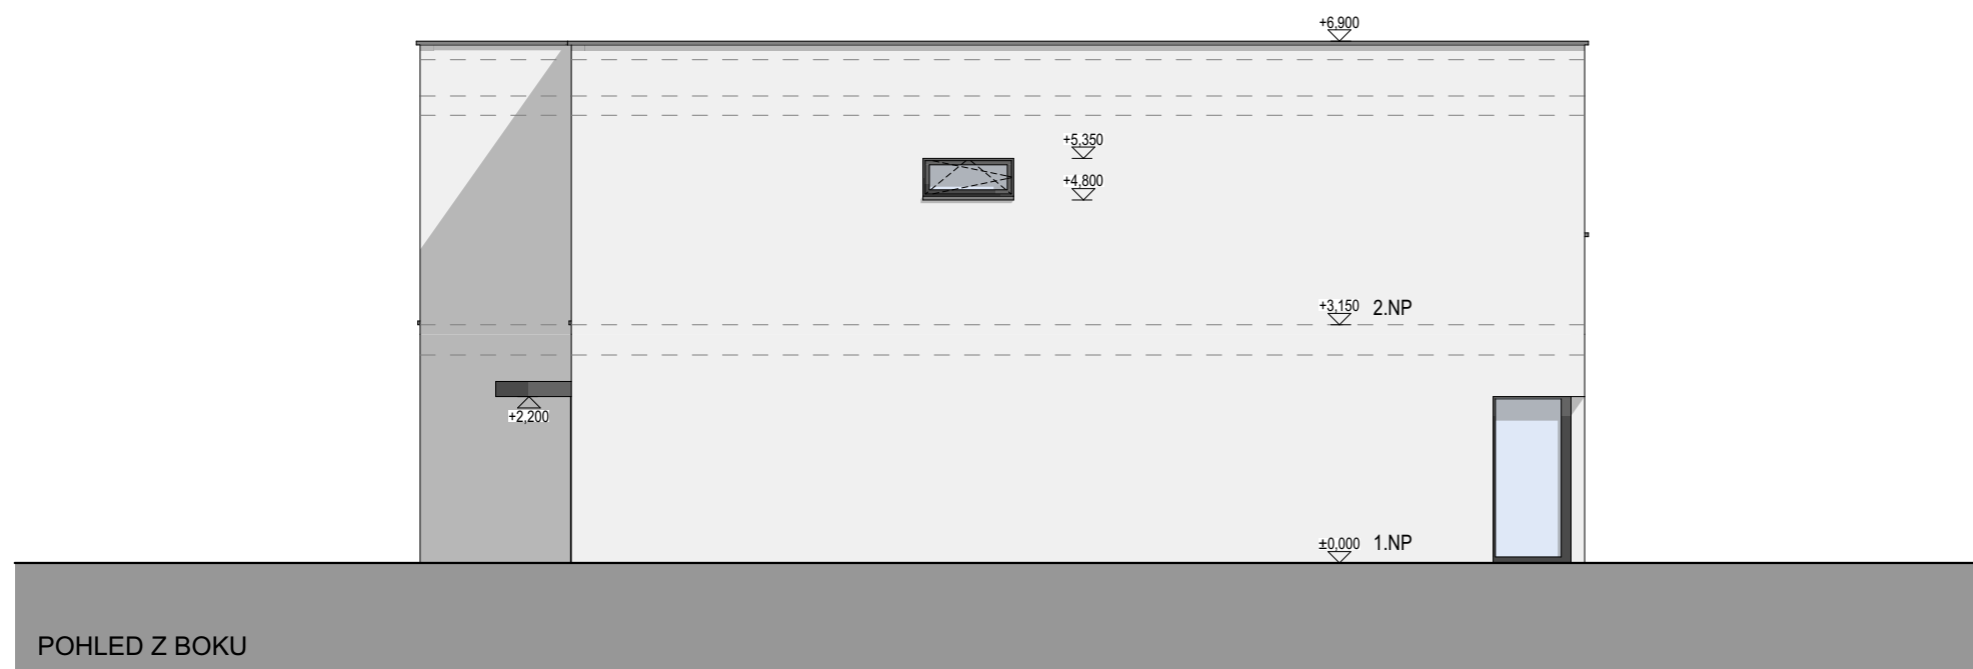 +6,900
+5,350
+4,800
+3,150 2.NP
+2,200
±0,000 1.NP
POHLED Z BOKU